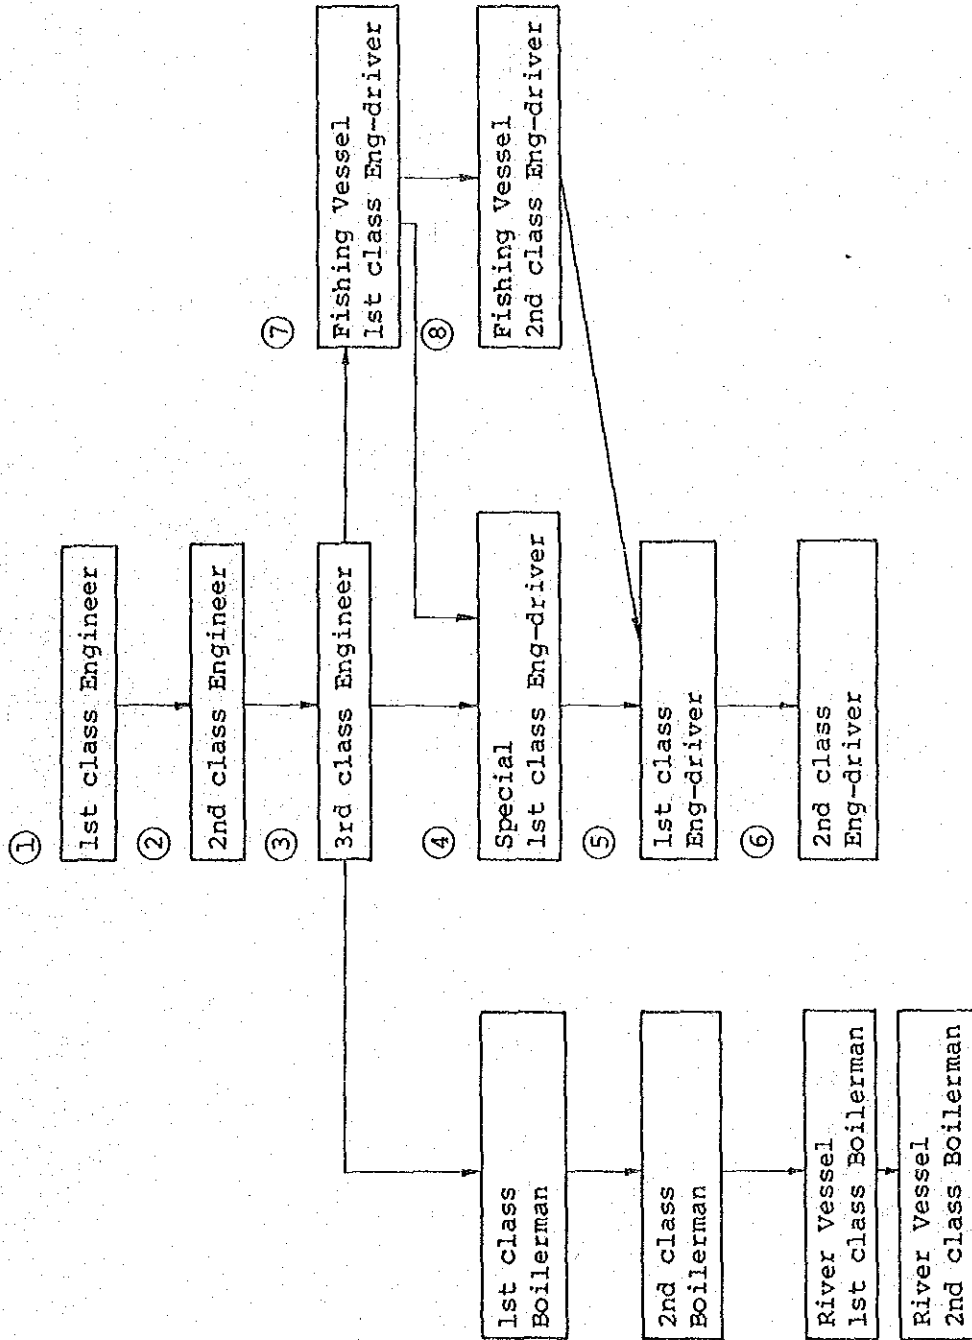 ①
1st class Engineer
②
2nd class Engineer
③
3rd class Engineer
⑦
Fishing Vessel
1st class Eng-driver
④
Special
1st class Eng-driver
⑧
Fishing Vessel
2nd class Eng-driver
1st class
Boilerman
⑤
1st class
Eng-driver
2nd class
Boilerman
⑥
2nd class
Eng-driver
River Vessel
1st class Boilerman
River Vessel
2nd class Boilerman